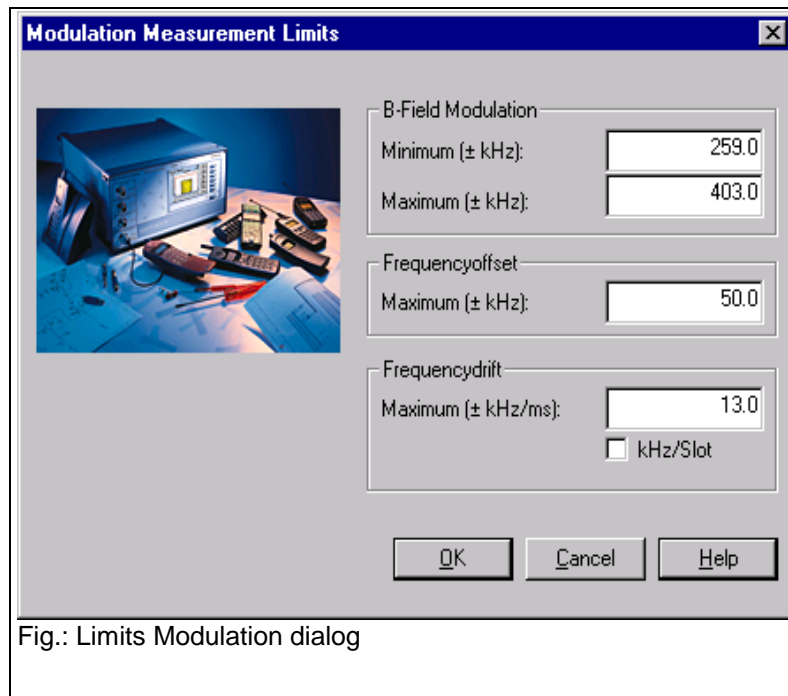 Modulation Measurement Limits
B-Field Modulation
Minimum (± kHz): 259.0
Maximum (± kHz): 403.0
Frequencyoffset
Maximum (± kHz): 50.0
Frequencydrift
Maximum (± kHz/ms): 13.0
kHz/Slot
OK Cancel Help
Fig.: Limits Modulation dialog